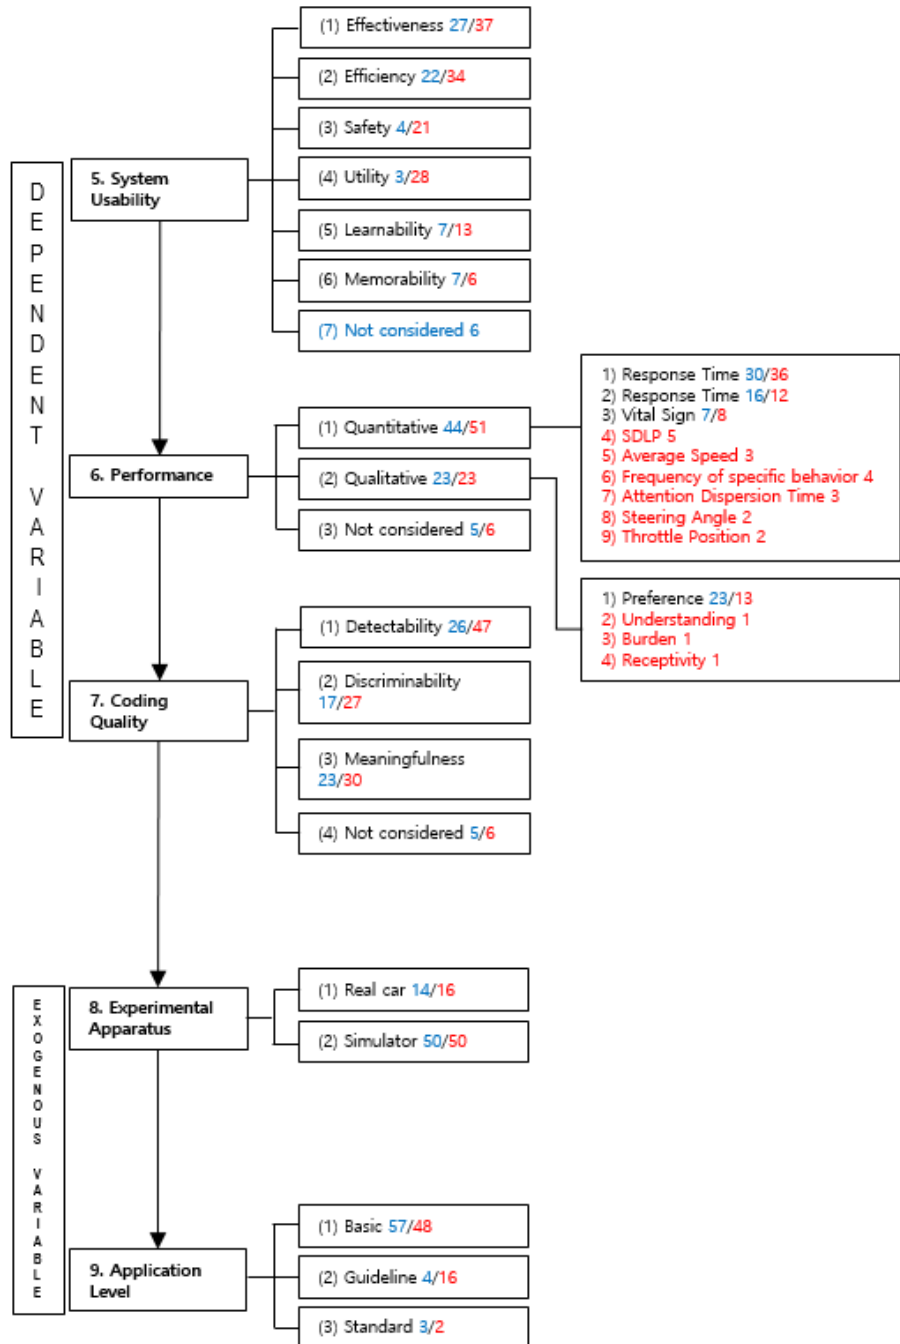 DEPENDENT VARIABLE
5. System
Usability
(1) Effectiveness 27/37
(2) Efficiency 22/34
(3) Safety 4/21
(4) Utility 3/28
(5) Learnability 7/13
(6) Memorability 7/6
(7) Not considered 6
6. Performance
(1) Quantitative 44/51
(2) Qualitative 23/23
(3) Not considered 5/6
1) Response Time 30/36
2) Response Time 16/12
3) Vital Sign 7/8
4) SDLP 5
5) Average Speed 3
6) Frequency of specific behavior 4
7) Attention Dispersion Time 3
8) Steering Angle 2
9) Throttle Position 2
1) Preference 23/13
2) Understanding 1
3) Burden 1
4) Receptivity 1
7. Coding
Quality
(1) Detectability 26/47
(2) Discriminability
17/27
(3) Meaningfulness
23/30
(4) Not considered 5/6
EXOGENOUS VARIABLE
8. Experimental
Apparatus
(1) Real car 14/16
(2) Simulator 50/50
9. Application
Level
(1) Basic 57/48
(2) Guideline 4/16
(3) Standard 3/2